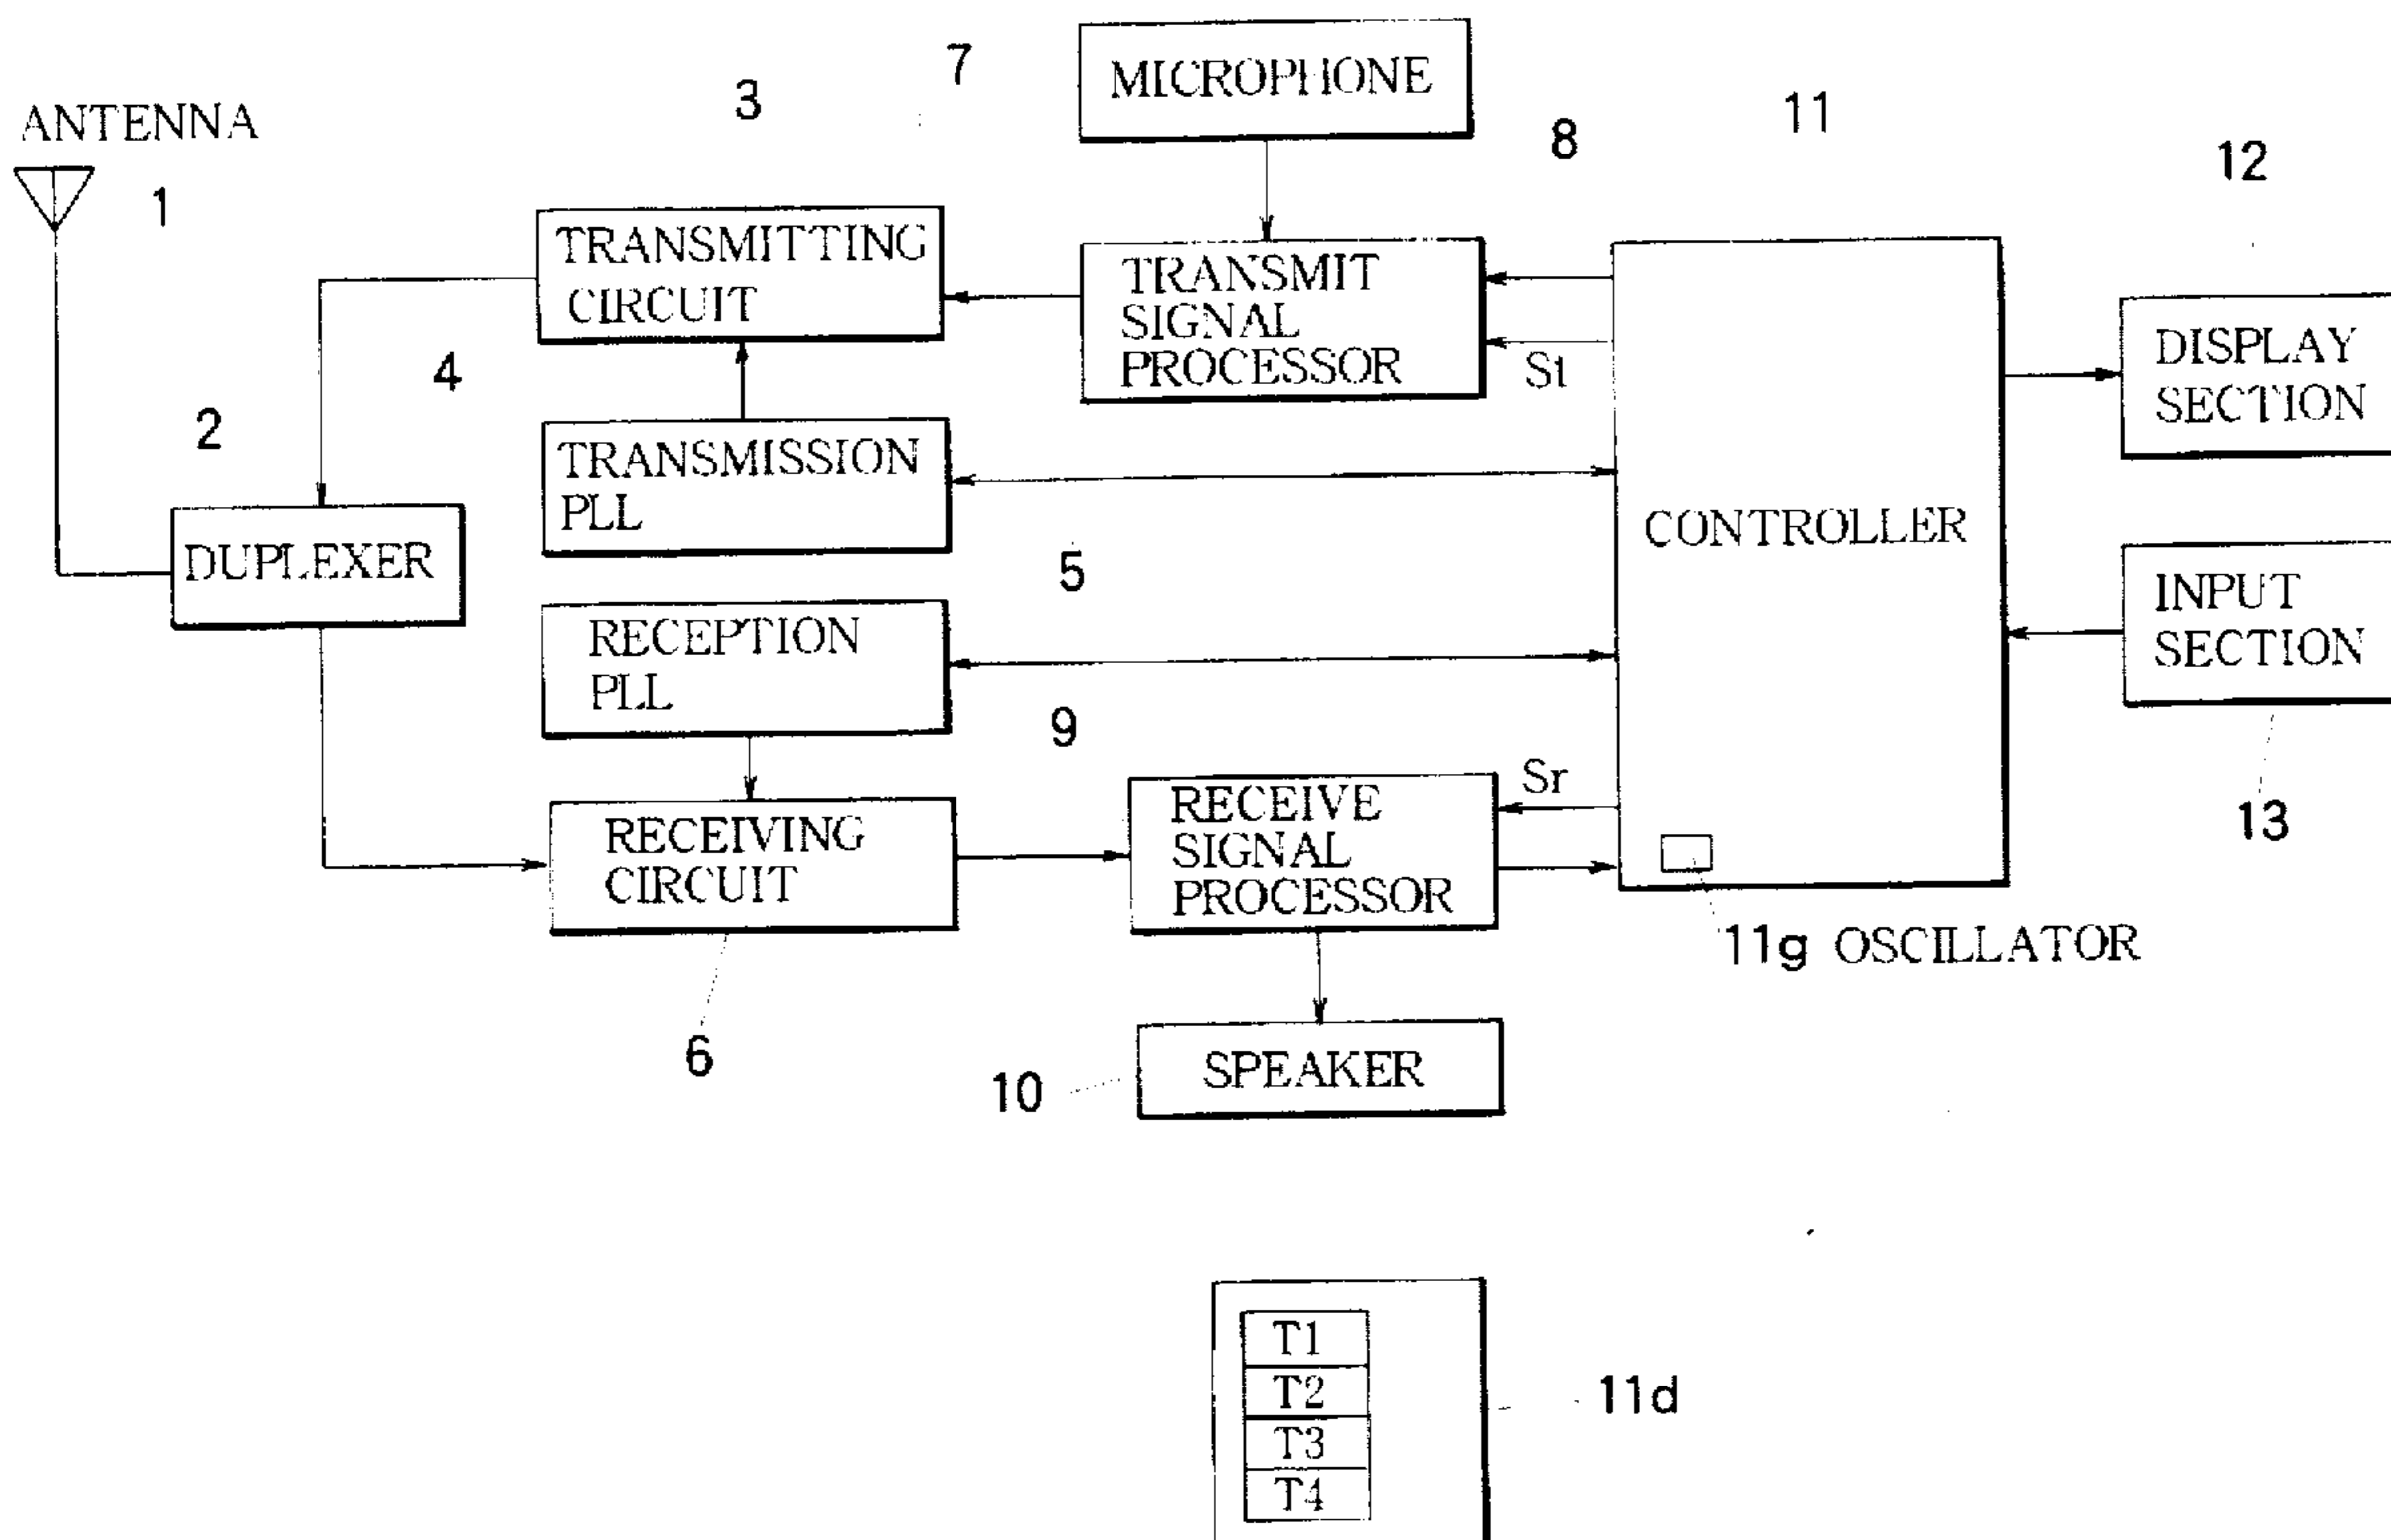 7
MICROPHONE
3
11
8
ANTENNA
12
1
TRANSMITTING
CIRCUIT
TRANSMIT
SIGNAL
PROCESSOR
St
DISPLAY
SECTION
4
2
TRANSMISSION
PLL
CONTROLLER
DUPLEXER
5
INPUT
SECTION
RECEPTION
PLL
9
Sr
RECEIVING
CIRCUIT
RECEIVE
SIGNAL
PROCESSOR
13
11g OSCILLATOR
6
10
SPEAKER
T1
T2
T3
T4
11d